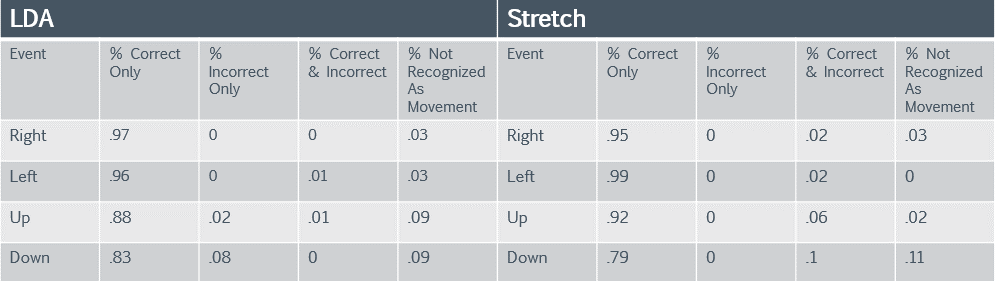 LDA Stretch
Event % Correct Only % Incorrect Only % Correct & Incorrect % Not Recognized As Movement Event % Correct Only % Incorrect Only % Correct & Incorrect % Not Recognized As Movement
Right .97 0 0 .03 Right .95 0 .02 .03
Left .96 0 .01 .03 Left .99 0 .02 0
Up .88 .02 .01 .09 Up .92 0 .06 .02
Down .83 .08 0 .09 Down .79 0 .1 .11